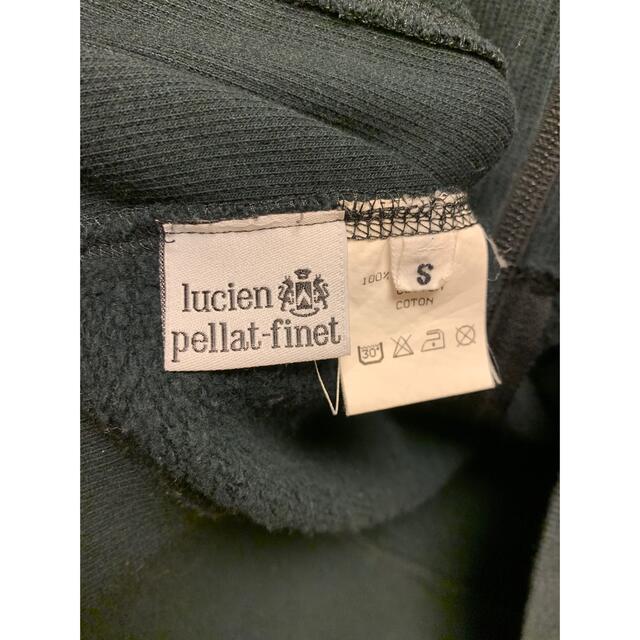 lucien
pellat-finet
S
100%
COTON
30°